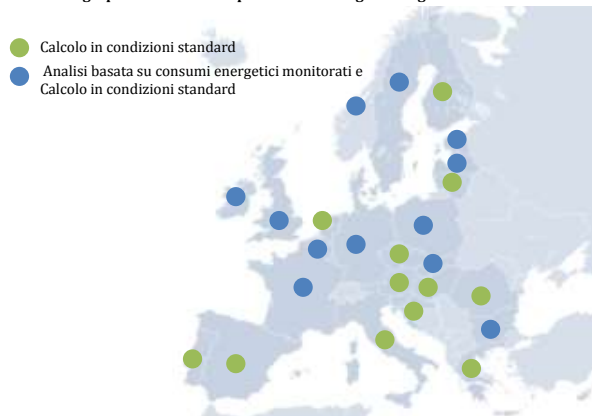 Calcolo in condizioni standard
Analisi basata su consumi energetici monitorati e
Calcolo in condizioni standard